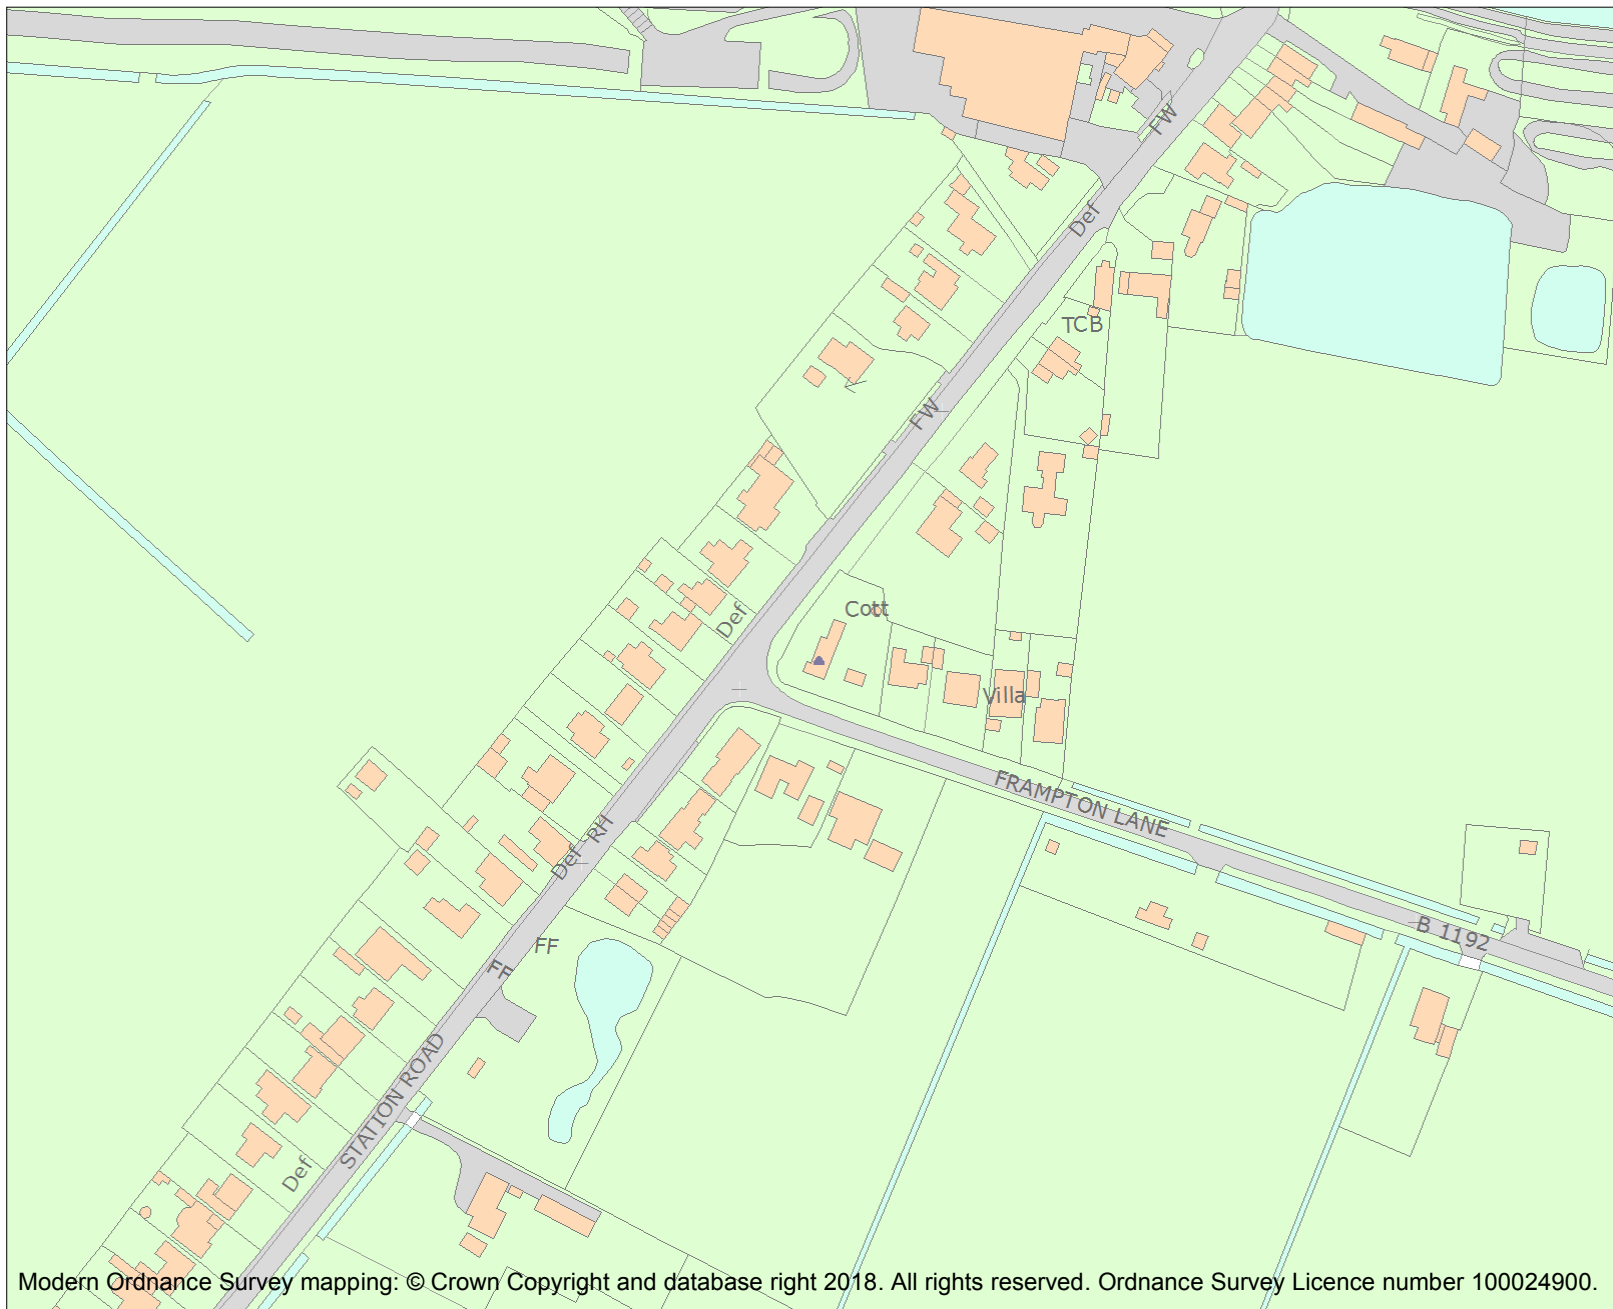 FW
Def
TCB
FW
Cott
Def
Villa
FRAMPTON LANE
RH
Def
B 1192
FF
FF
STATION ROAD
Def
Modern Ordnance Survey mapping: © Crown Copyright and database right 2018. All rights reserved. Ordnance Survey Licence number 100024900.